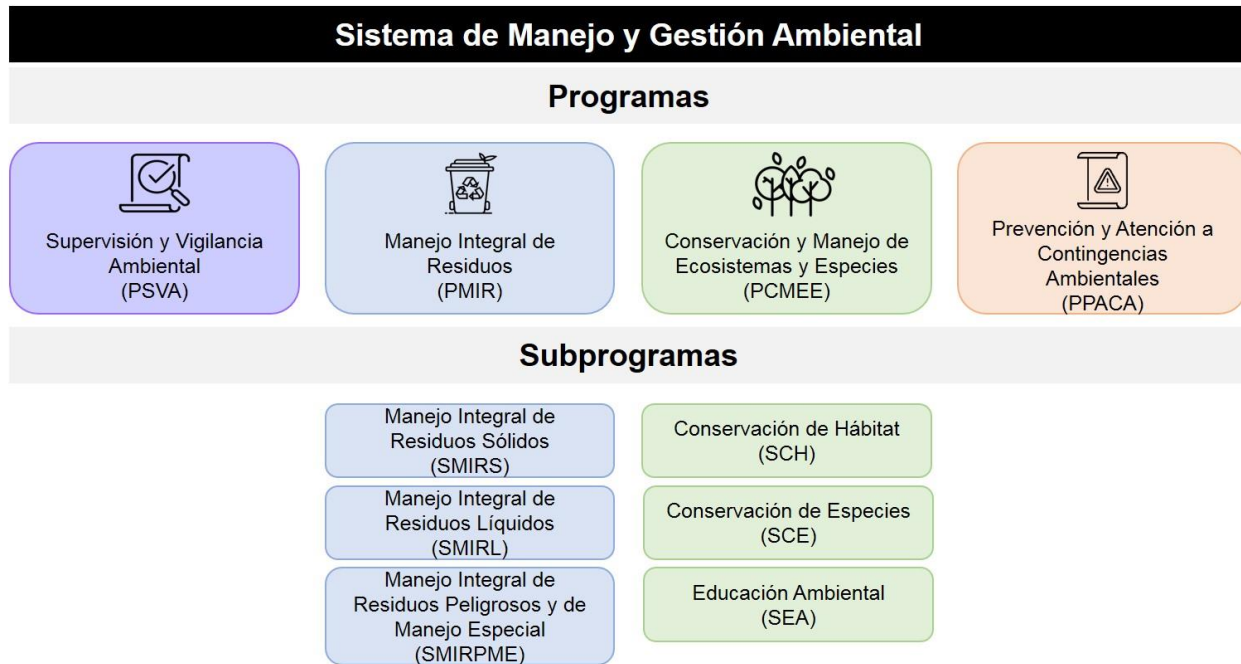 Sistema de Manejo y Gestión Ambiental
Programas
Supervisión y Vigilancia
Ambiental
(PSVA)
Manejo Integral de
Residuos
(PMIR)
Conservación y Manejo de
Ecosistemas y Especies
(PCMEE)
Prevención y Atención a
Contingencias
Ambientales
(PPACA)
Subprogramas
Manejo Integral de
Residuos Sólidos
(SMIRS)
Manejo Integral de
Residuos Líquidos
(SMIRL)
Manejo Integral de
Residuos Peligrosos y de
Manejo Especial
(SMIRPME)
Conservación de Hábitat
(SCH)
Conservación de Especies
(SCE)
Educación Ambiental
(SEA)